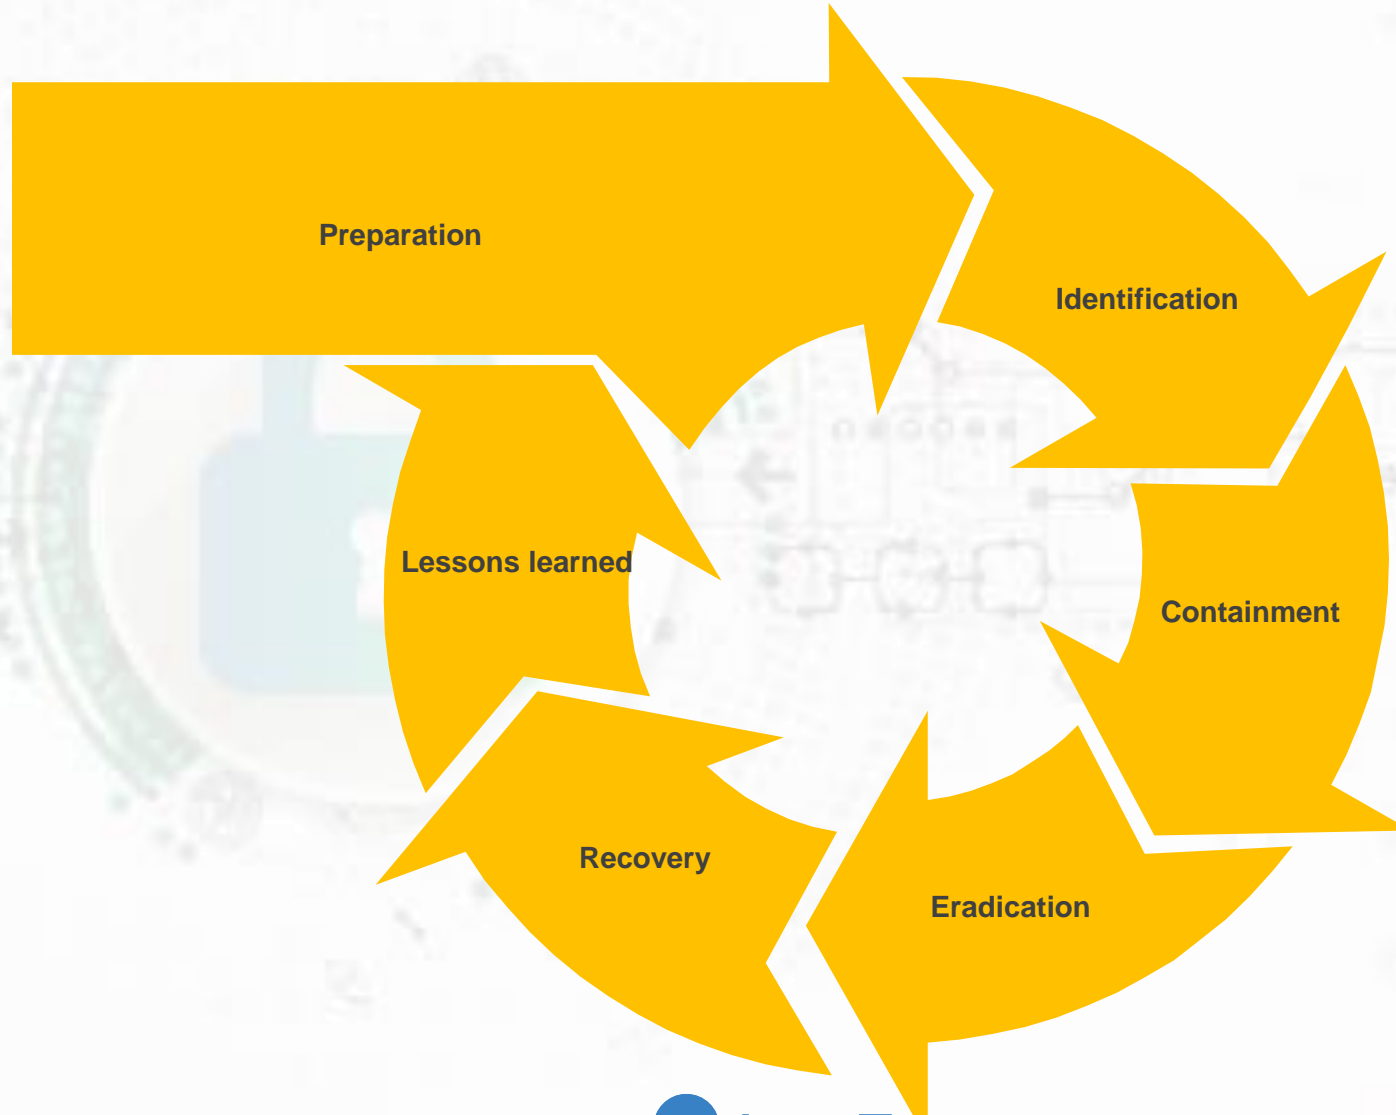 Preparation
Identification
Containment
Eradication
Recovery
Lessons learned